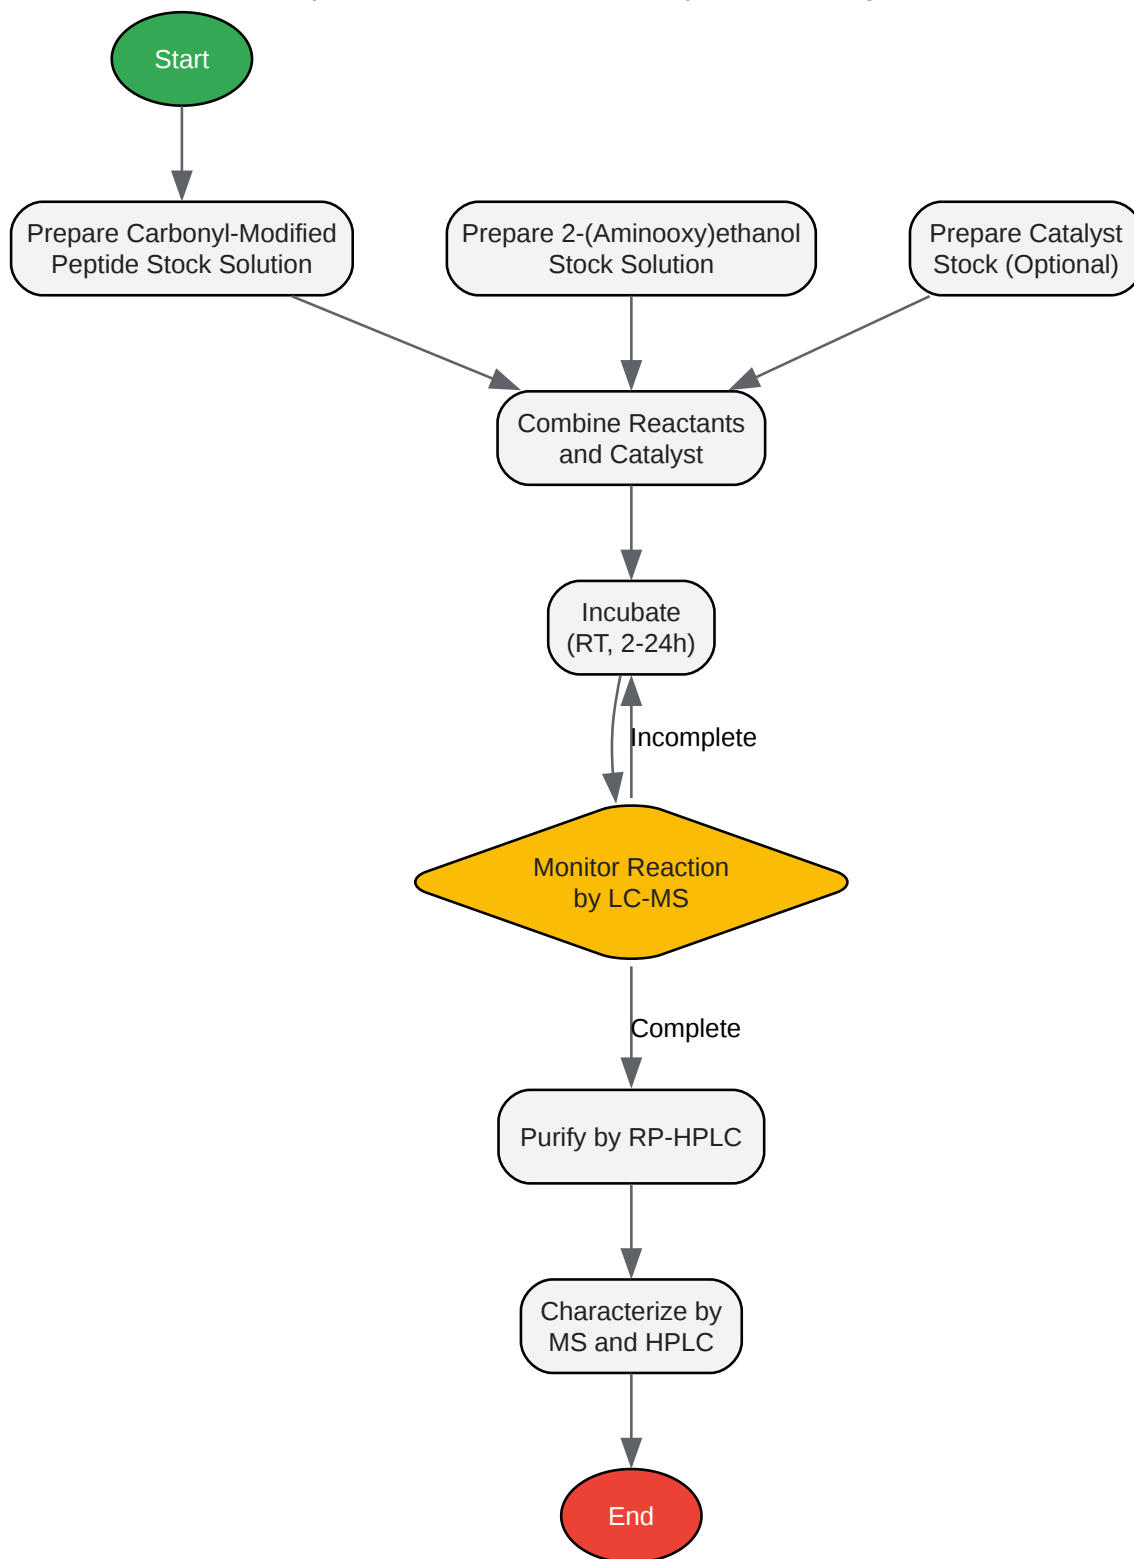 Start
Prepare Carbonyl-Modified
Peptide Stock Solution
Prepare 2-(Aminooxy)ethanol
Stock Solution
Prepare Catalyst
Stock (Optional)
Combine Reactants
and Catalyst
Incubate
(RT, 2-24h)
Incomplete
Monitor Reaction
by LC-MS
Complete
Purify by RP-HPLC
Characterize by
MS and HPLC
End